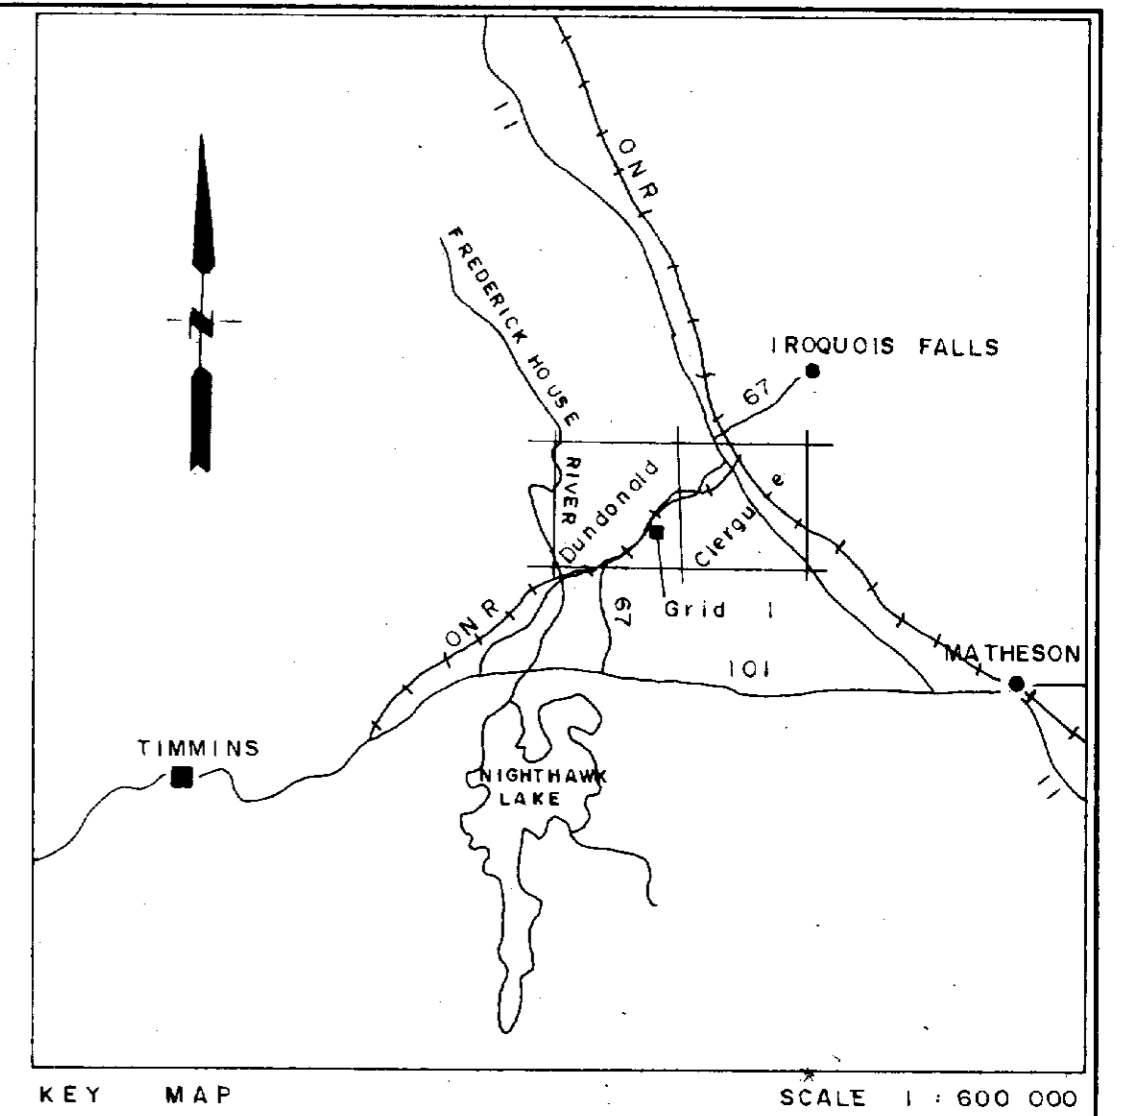 11
ONR
N
FREDERICK HOUSE
RIVER
IROQUOIS FALLS
67
Dundonald
Clergue
Grid 1
ONR
67
MATHESON
101
TIMMINS
NIGHTHAWK
LAKE
11
KEY MAP
SCALE 1 : 600 000